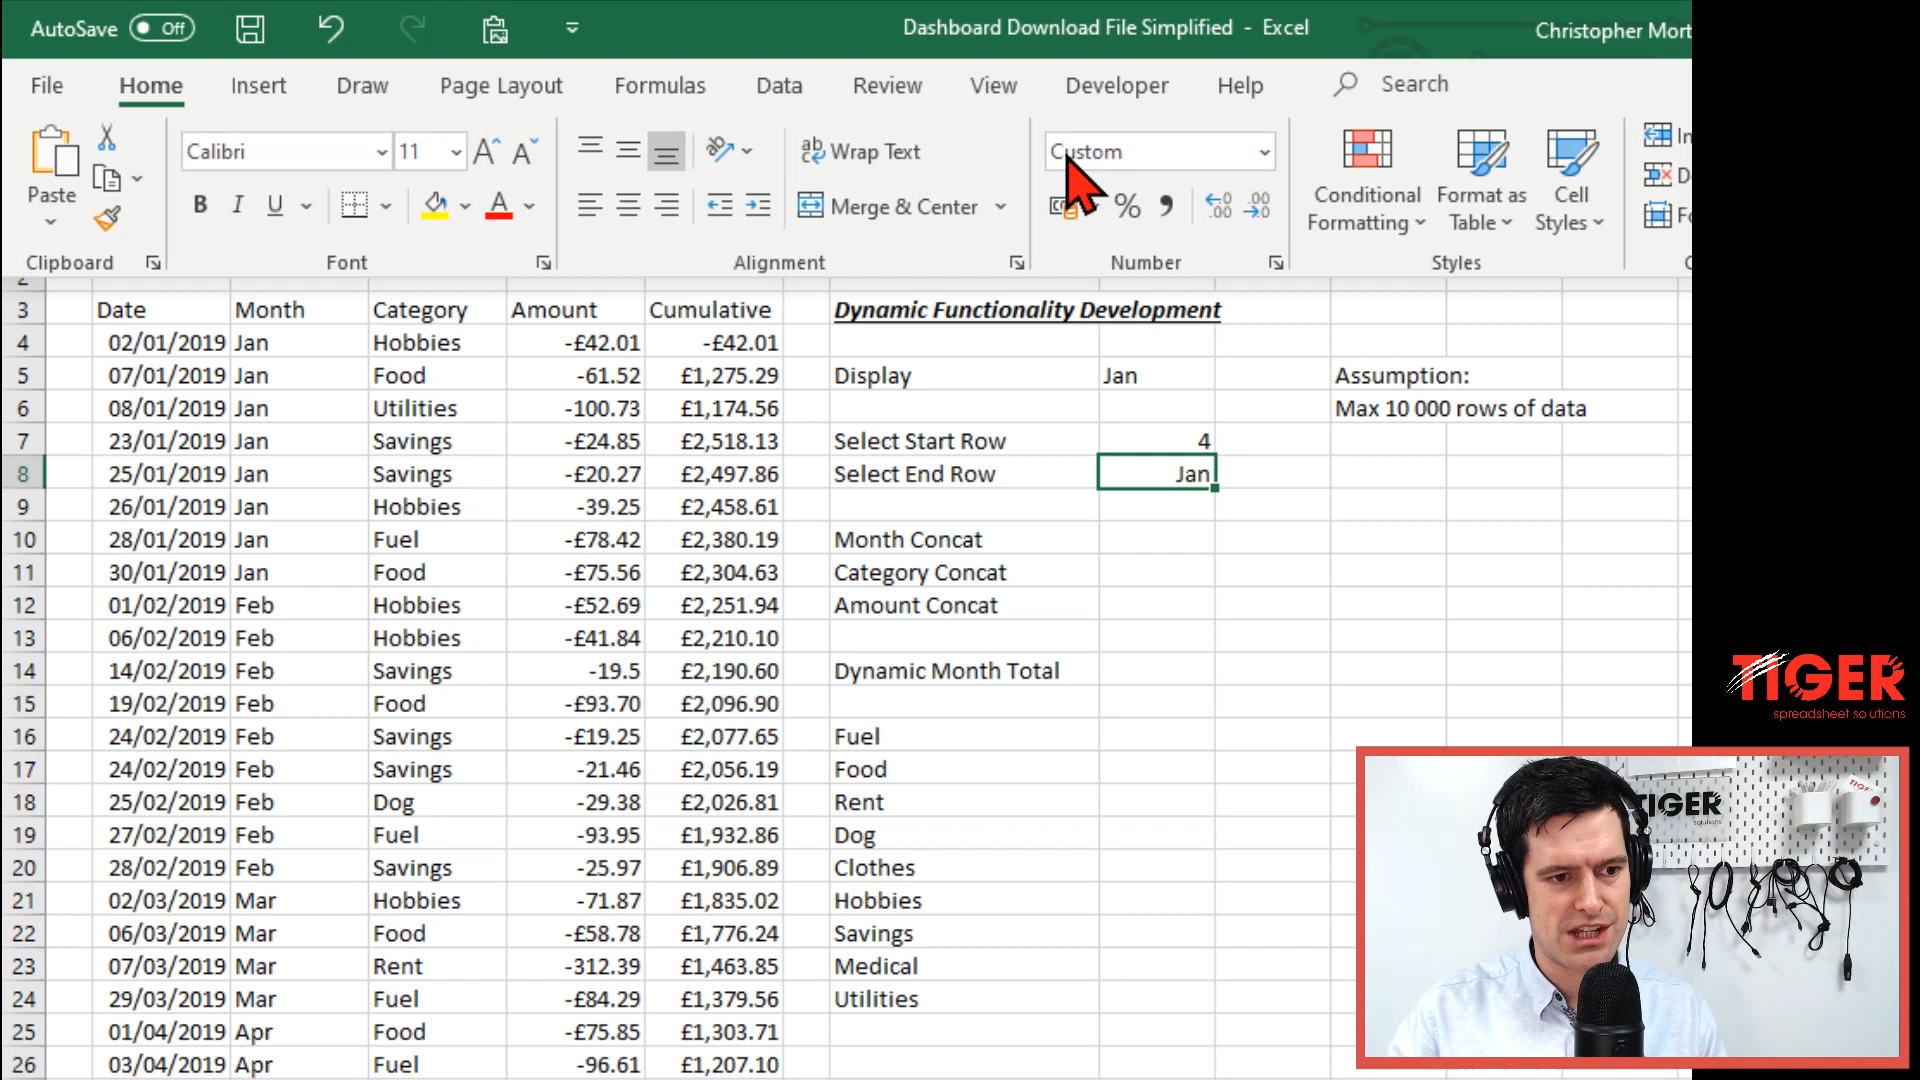 AutoSave Off Dashboard Download File Simplified - Excel Christopher Mort
File Home Insert Draw Page Layout Formulas Data Review View Developer Help Search
Paste Calibri 11 Wrap Text Custom Conditional Formatting Format as Table Cell Styles
B I U Merge & Center % 
Clipboard Font Alignment Number Styles
3 Date Month Category Amount Cumulative Dynamic Functionality Development
4 02/01/2019 Jan Hobbies -£42.01 -£42.01
5 07/01/2019 Jan Food -61.52 £1,275.29 Display Jan Assumption:
6 08/01/2019 Jan Utilities -100.73 £1,174.56 Max 10 000 rows of data
7 23/01/2019 Jan Savings -£24.85 £2,518.13 Select Start Row 4
8 25/01/2019 Jan Savings -£20.27 £2,497.86 Select End Row Jan
9 26/01/2019 Jan Hobbies -39.25 £2,458.61
10 28/01/2019 Jan Fuel -£78.42 £2,380.19 Month Concat
11 30/01/2019 Jan Food -£75.56 £2,304.63 Category Concat
12 01/02/2019 Feb Hobbies -£52.69 £2,251.94 Amount Concat
13 06/02/2019 Feb Hobbies -£41.84 £2,210.10
14 14/02/2019 Feb Savings -19.5 £2,190.60 Dynamic Month Total
15 19/02/2019 Feb Food -£93.70 £2,096.90
16 24/02/2019 Feb Savings -£19.25 £2,077.65 Fuel
17 24/02/2019 Feb Savings -21.46 £2,056.19 Food
18 25/02/2019 Feb Dog -29.38 £2,026.81 Rent
19 27/02/2019 Feb Fuel -93.95 £1,932.86 Dog
20 28/02/2019 Feb Savings -25.97 £1,906.89 Clothes
21 02/03/2019 Mar Hobbies -71.87 £1,835.02 Hobbies
22 06/03/2019 Mar Food -£58.78 £1,776.24 Savings
23 07/03/2019 Mar Rent -312.39 £1,463.85 Medical
24 29/03/2019 Mar Fuel -£84.29 £1,379.56 Utilities
25 01/04/2019 Apr Food -£75.85 £1,303.71
26 03/04/2019 Apr Fuel -96.61 £1,207.10
TIGER
spreadsheet solutions
TIGER
solutions